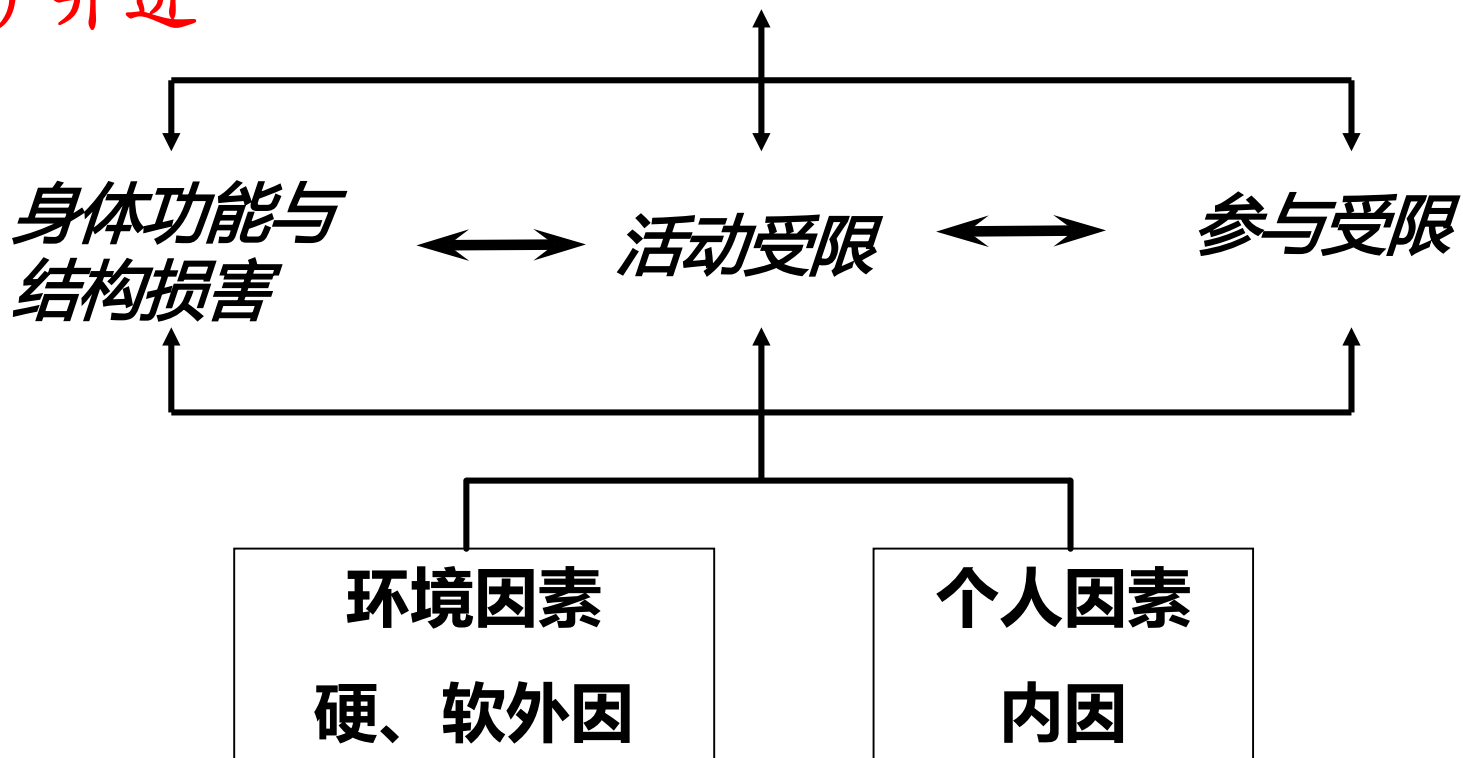 身体功能与
结构损害
活动受限
参与受限
环境因素
硬、软外因
个人因素
内因